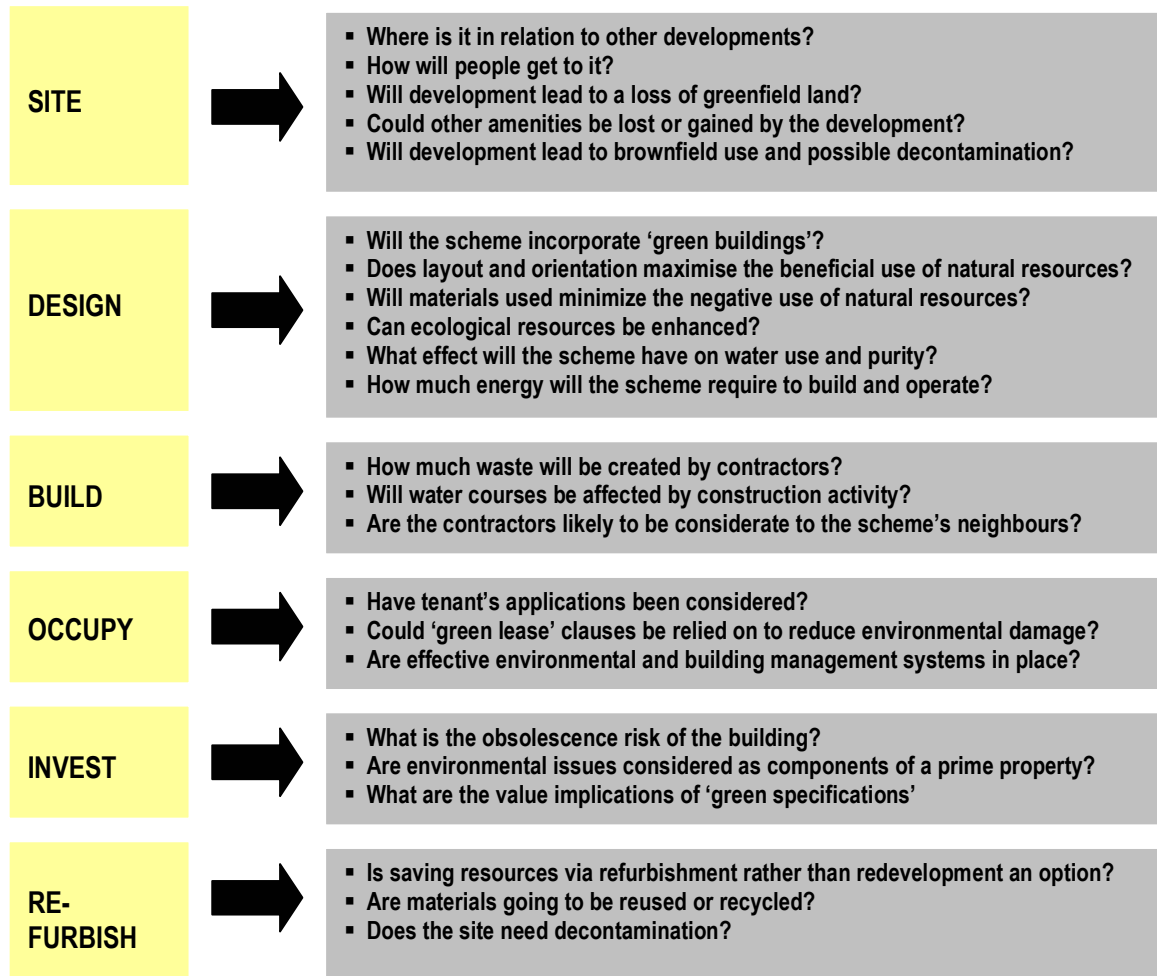 SITE
▪ Where is it in relation to other developments?
▪ How will people get to it?
▪ Will development lead to a loss of greenfield land?
▪ Could other amenities be lost or gained by the development?
▪ Will development lead to brownfield use and possible decontamination?
DESIGN
▪ Will the scheme incorporate ‘green buildings’?
▪ Does layout and orientation maximise the beneficial use of natural resources?
▪ Will materials used minimize the negative use of natural resources?
▪ Can ecological resources be enhanced?
▪ What effect will the scheme have on water use and purity?
▪ How much energy will the scheme require to build and operate?
BUILD
▪ How much waste will be created by contractors?
▪ Will water courses be affected by construction activity?
▪ Are the contractors likely to be considerate to the scheme’s neighbours?
OCCUPY
▪ Have tenant’s applications been considered?
▪ Could ‘green lease’ clauses be relied on to reduce environmental damage?
▪ Are effective environmental and building management systems in place?
INVEST
▪ What is the obsolescence risk of the building?
▪ Are environmental issues considered as components of a prime property?
▪ What are the value implications of ‘green specifications’
RE-
FURBISH
▪ Is saving resources via refurbishment rather than redevelopment an option?
▪ Are materials going to be reused or recycled?
▪ Does the site need decontamination?